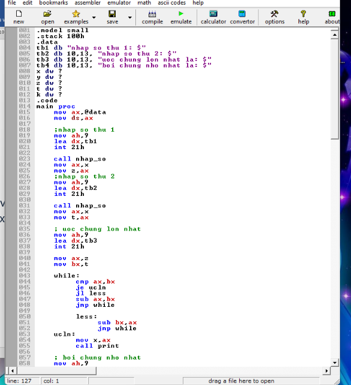 file edit bookmarks assembler emulator math ascii codes help
new open examples save compile emulate calculator convertor options help about
001 .model small
002 .stack 100h
003 .data
004 tb1 db "nhap so thu 1: $"
005 tb2 db 10,13, "nhap so thu 2: $"
006 tb3 db 10,13, "uoc chung lon nhat la: $"
007 tb4 db 10,13, "boi chung nho nhat la: $"
008 x dw ?
009 y dw ?
010 z dw ?
011 t dw ?
012 k dw ?
013 .code
014 main proc
015 mov ax,@data
016 mov ds,ax
017
018 ;nhap so thu 1
019 mov ah,9
020 lea dx,tb1
021 int 21h
022
023 call nhap_so
024 mov ax,x
025 mov z,ax
026 ;nhap so thu 2
027 mov ah,9
028 lea dx,tb2
029 int 21h
030
031 call nhap_so
032 mov ax,x
033 mov t,ax
034
035 ; uoc chung lon nhat
036 mov ah,9
037 lea dx,tb3
038 int 21h
039
040 mov ax,z
041 mov bx,t
042
043 while:
044 cmp ax,bx
045 je ucln
046 jl less
047 sub ax,bx
048 jmp while
049
050 less:
051 sub bx,ax
052 jmp while
053 ucln:
054 mov x,ax
055 call print
056
057 ; boi chung nho nhat
058 mov ah,9
line: 127 col: 1 drag a file here to open